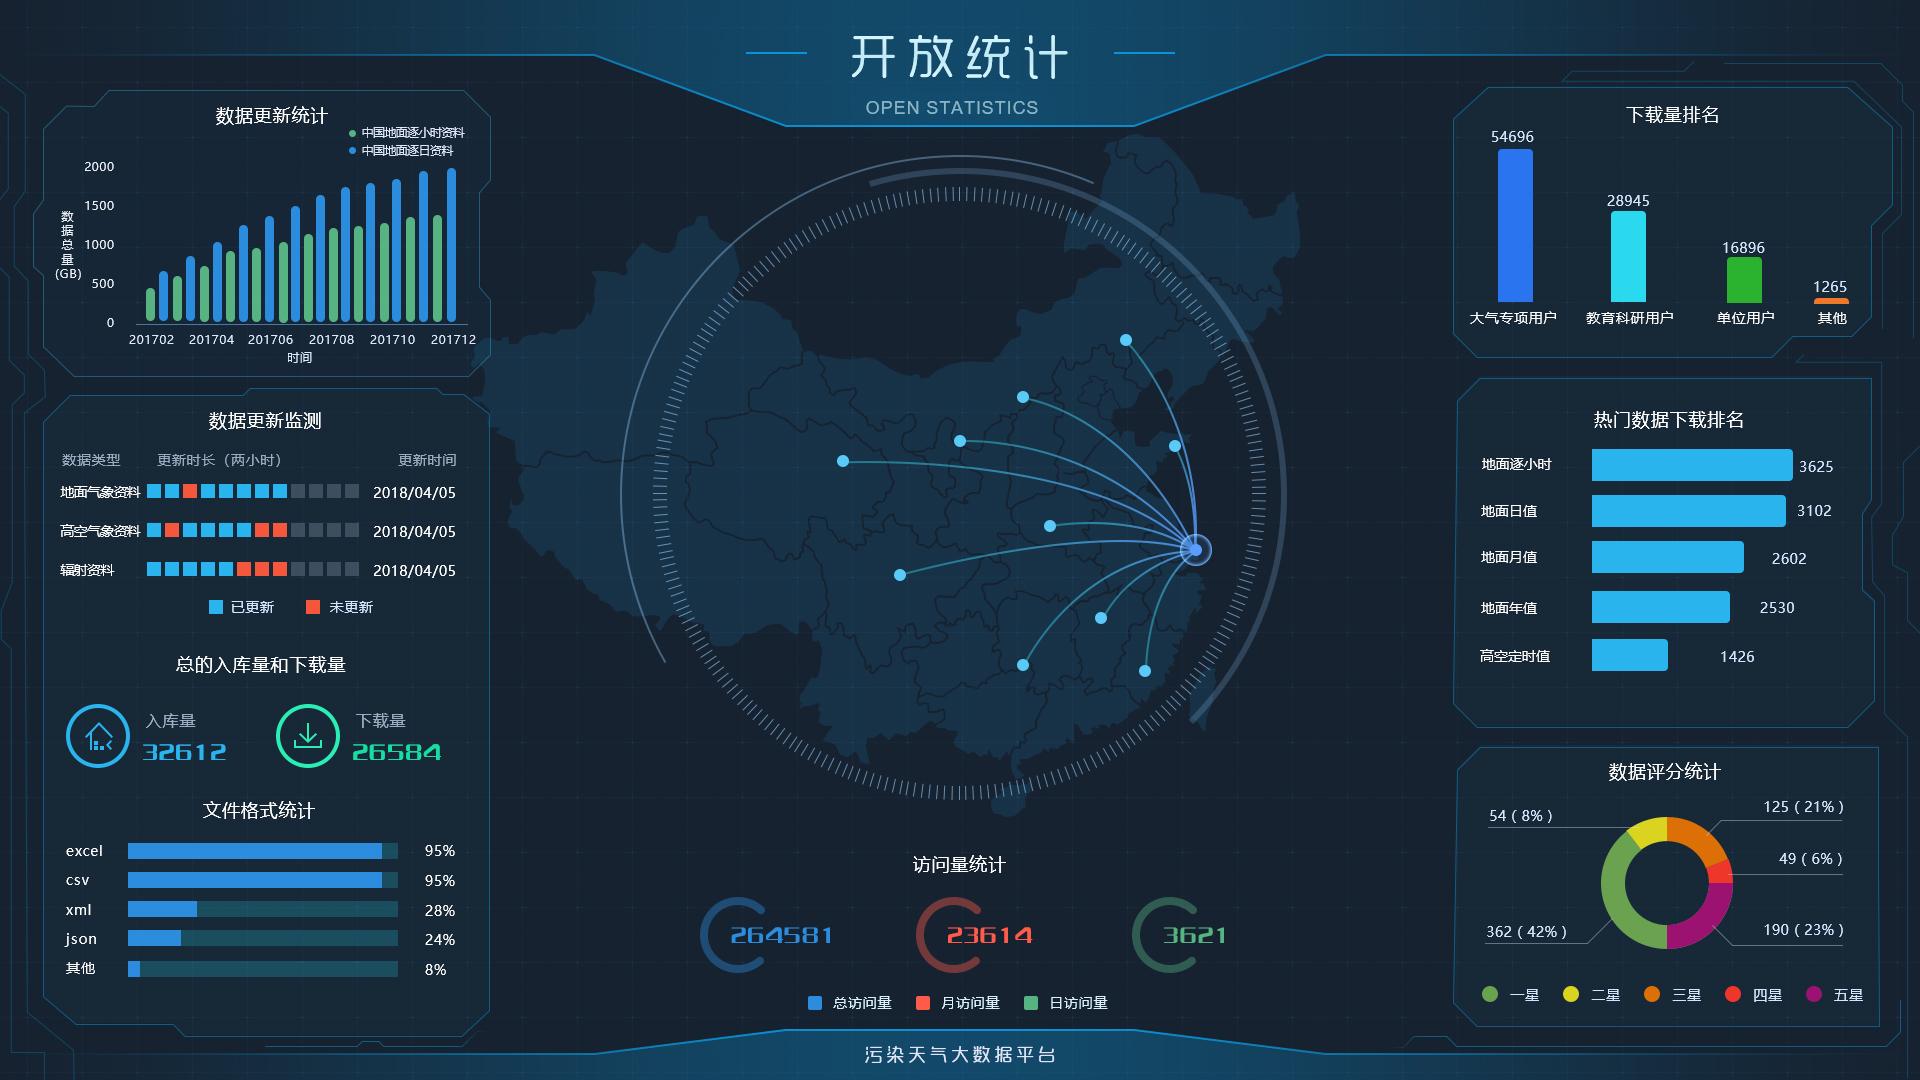 开放统计
OPEN STATISTICS
数据更新统计
中国地面逐小时资料
中国地面逐日资料
数据总量(GB)
2000
1500
1000
500
0
201702 201704 201706 201708 201710 201712
时间
数据更新监测
数据类型 更新时长（两小时） 更新时间
地面气象资料 2018/04/05
高空气象资料 2018/04/05
辐射资料 2018/04/05
已更新 未更新
总的入库量和下载量
入库量 下载量
32612 26584
文件格式统计
excel 95%
csv 95%
xml 28%
json 24%
其他 8%
访问量统计
264581 23614 3621
总访问量 月访问量 日访问量
污染天气大数据平台
下载量排名
54696
28945
16896
1265
大气专项用户 教育科研用户 单位用户 其他
热门数据下载排名
地面逐小时 3625
地面日值 3102
地面月值 2602
地面年值 2530
高空定时值 1426
数据评分统计
54 ( 8% )
125 ( 21% )
49 ( 6% )
362 ( 42% )
190 ( 23% )
一星 二星 三星 四星 五星